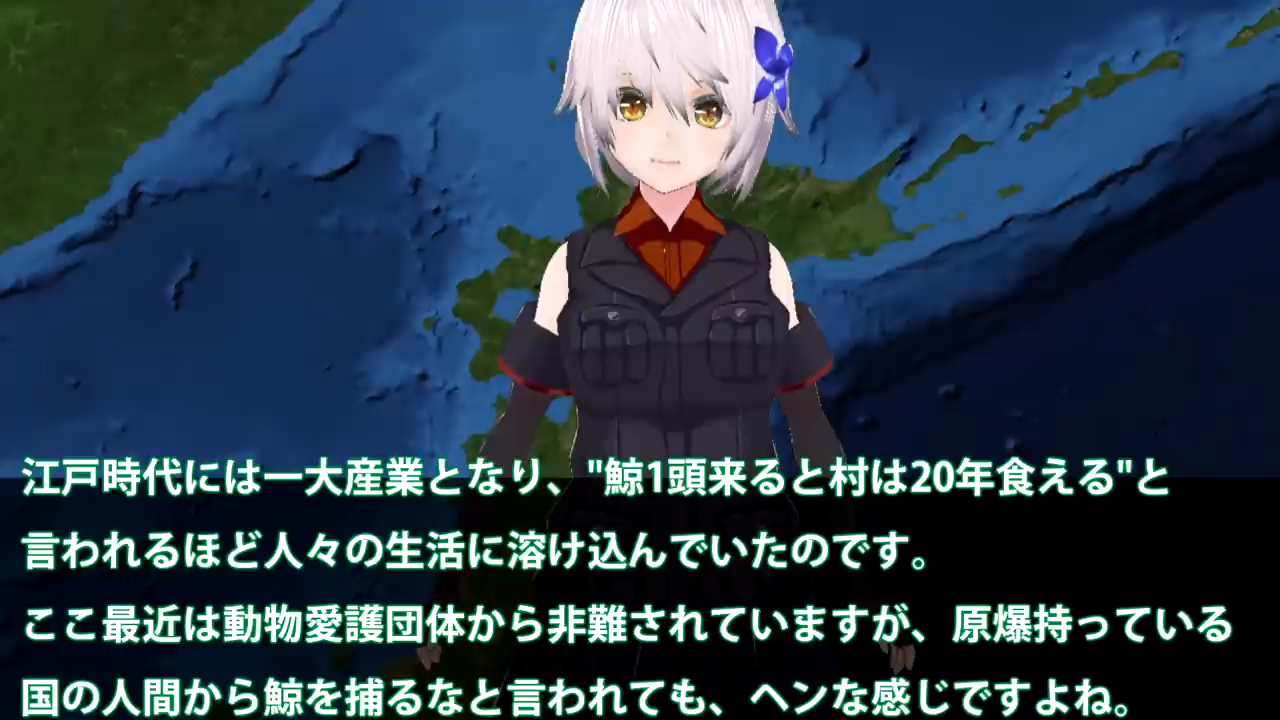 江戸時代には一大産業となり、"鯨1頭来ると村は20年食える"と
言われるほど人々の生活に溶け込んでいたのです。
ここ最近は動物愛護団体から非難されていますが、原爆持っている
国の人間から鯨を捕るなと言われても、ヘンな感じですよね。